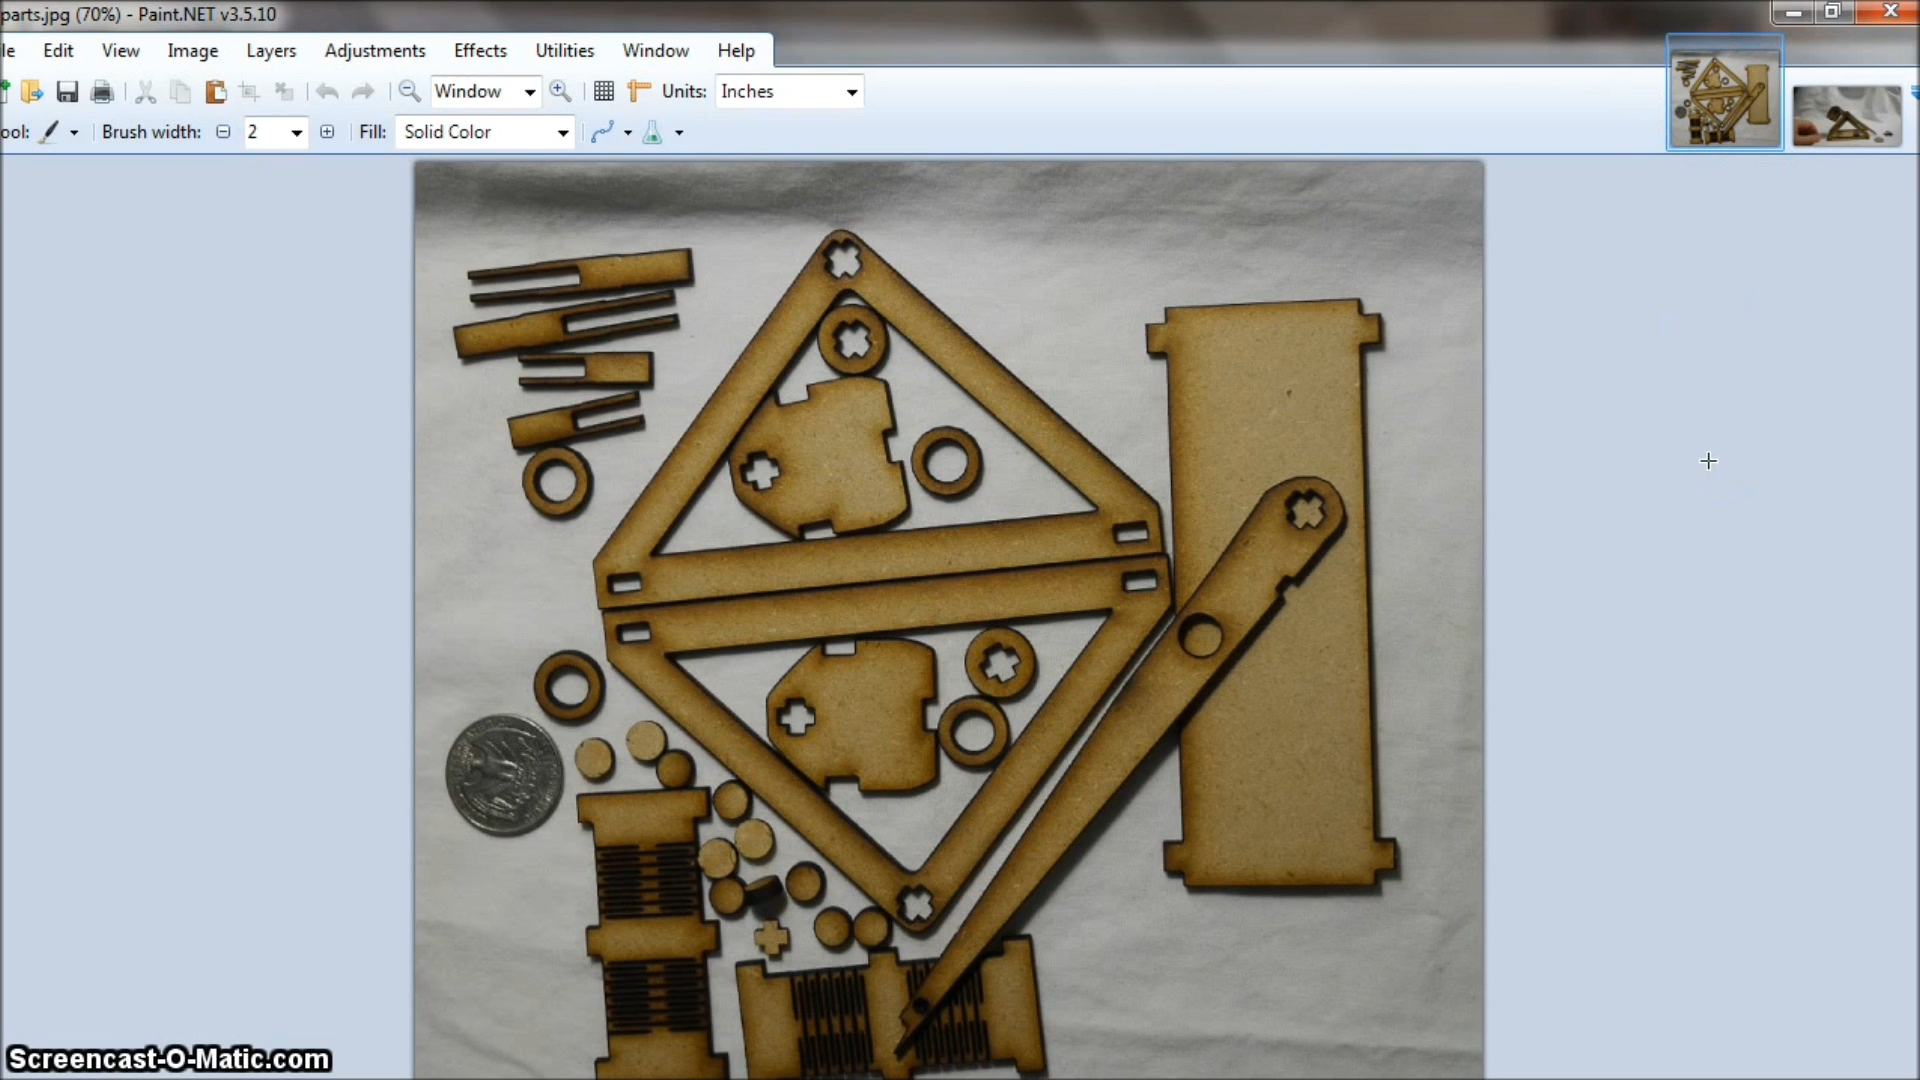 parts.jpg (70%) - Paint.NET v3.5.10
le Edit View Image Layers Adjustments Effects Utilities Window Help
Window Units: Inches
ool: Brush width: 2 Fill: Solid Color
Screencast-O-Matic.com